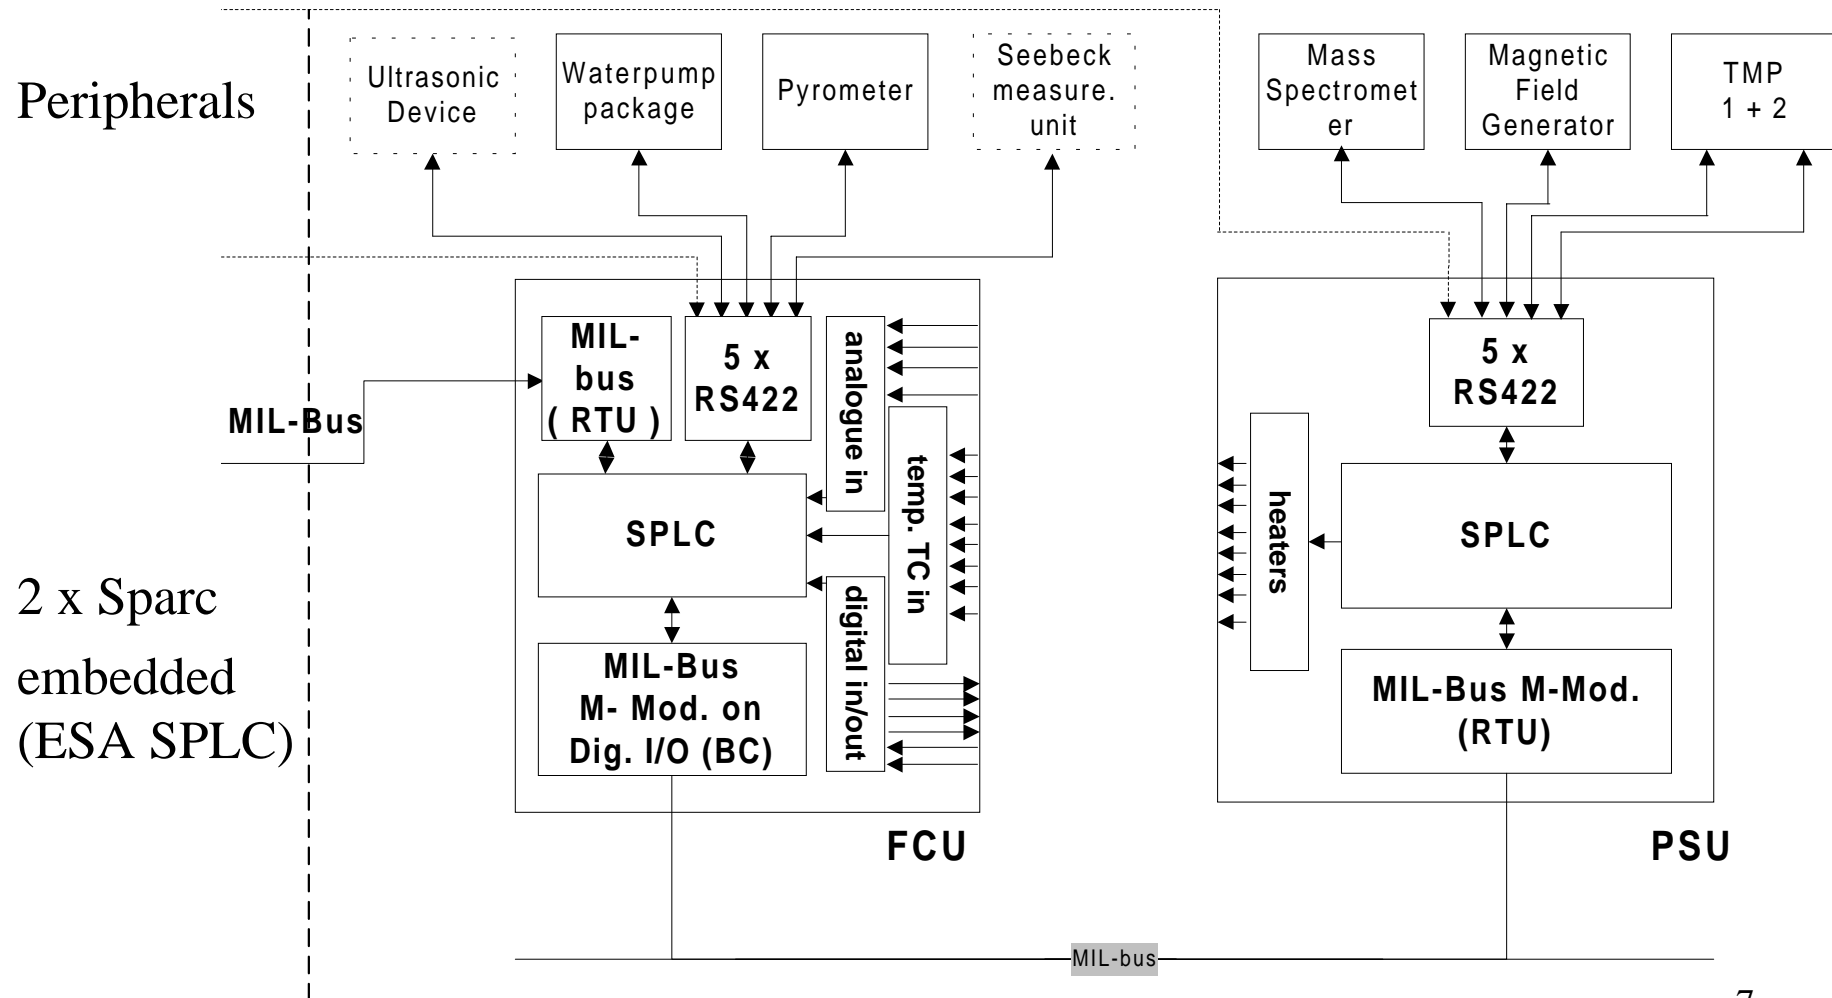 Peripherals
Ultrasonic
Device
Waterpump
package
Pyrometer
Seebeck
measure.
unit
Mass
Spectromet
er
Magnetic
Field
Generator
TMP
1 + 2
MIL-Bus
MIL-
bus
( RTU )
5 x
RS422
analogue in
temp. TC in
digital in/out
SPLC
MIL-Bus
M- Mod. on
Dig. I/O (BC)
FCU
5 x
RS422
heaters
SPLC
MIL-Bus M-Mod.
(RTU)
PSU
2 x Sparc
embedded
(ESA SPLC)
MIL-bus
7